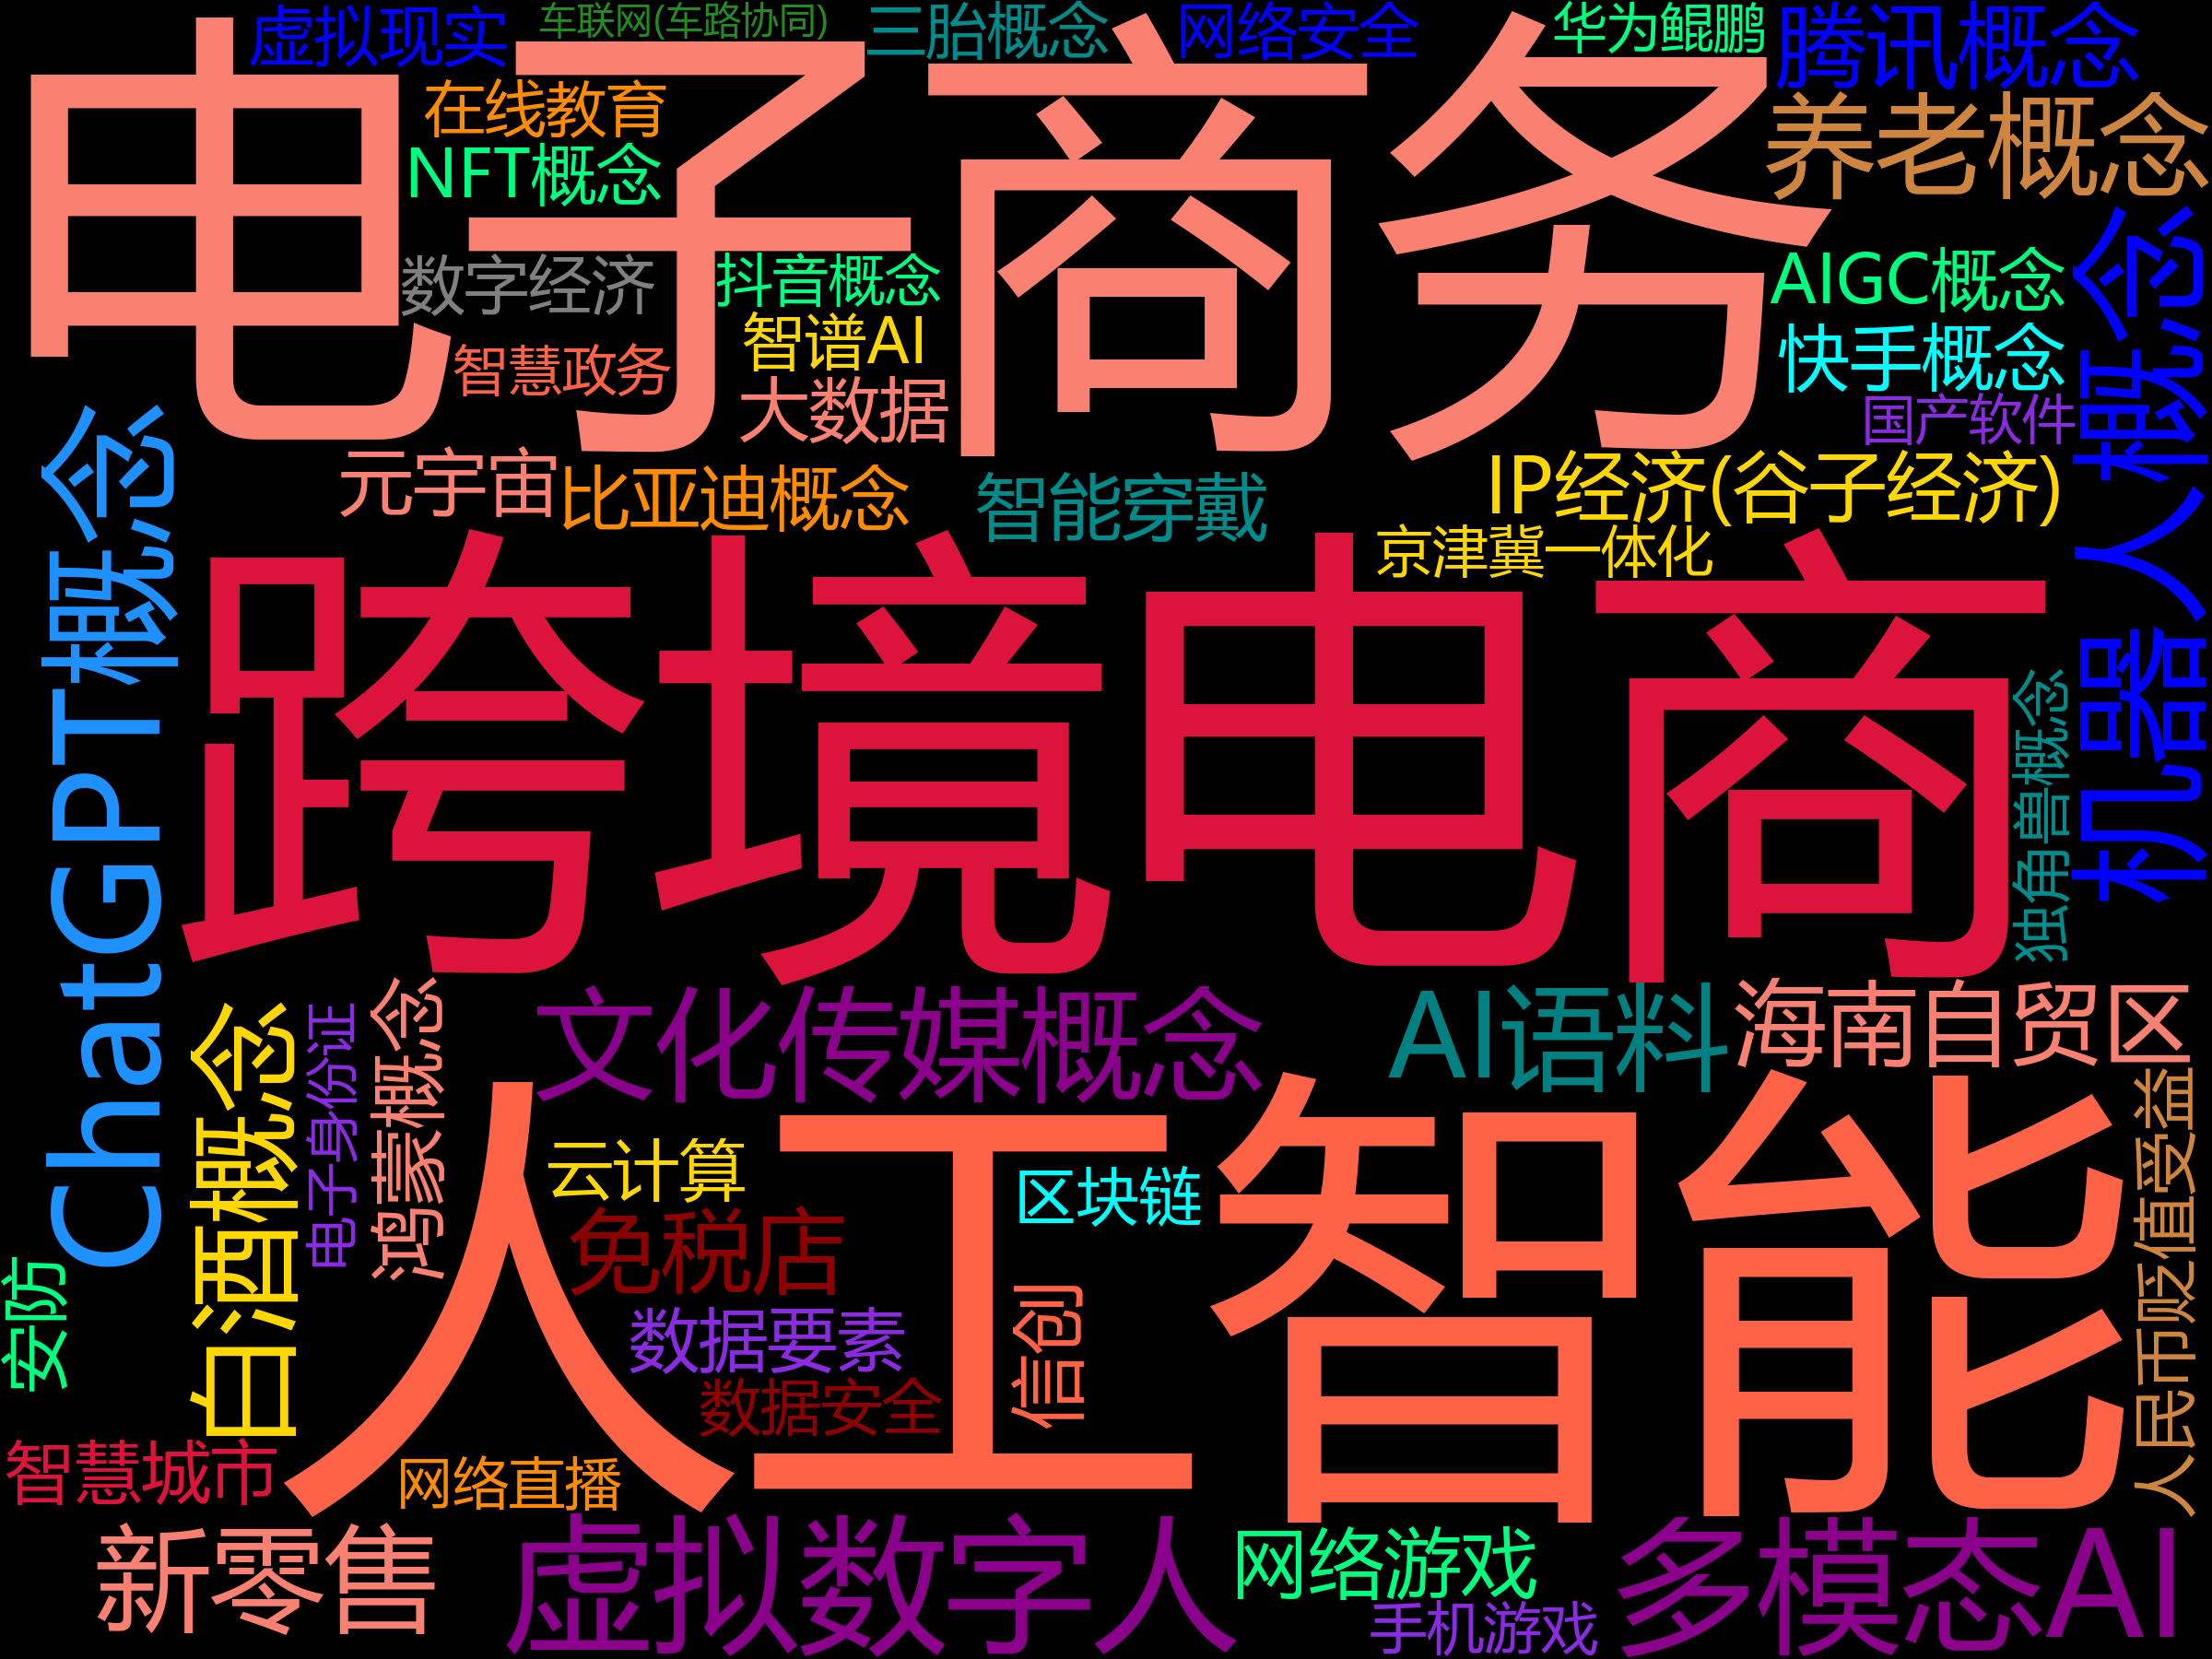 电子商务
虚拟现实
车联网(车路协同)
三胎概念
网络安全
华为鲲鹏
腾讯概念
在线教育
NFT概念
养老概念
数字经济
抖音概念
AIGC概念
智慧政务
智谱AI
快手概念
大数据
国产软件
元宇宙
比亚迪概念
智能穿戴
IP经济(谷子经济)
京津冀一体化
机器人概念
ChatGPT概念
跨境电商
独角兽概念
文化传媒概念
AI语料
海南自贸区
白酒概念
电子身份证
鸿蒙概念
人工智能
云计算
区块链
免税店
安防
数据要素
信创
数据安全
人民币贬值受益
智慧城市
网络直播
新零售
虚拟数字人
网络游戏
手机游戏
多模态AI